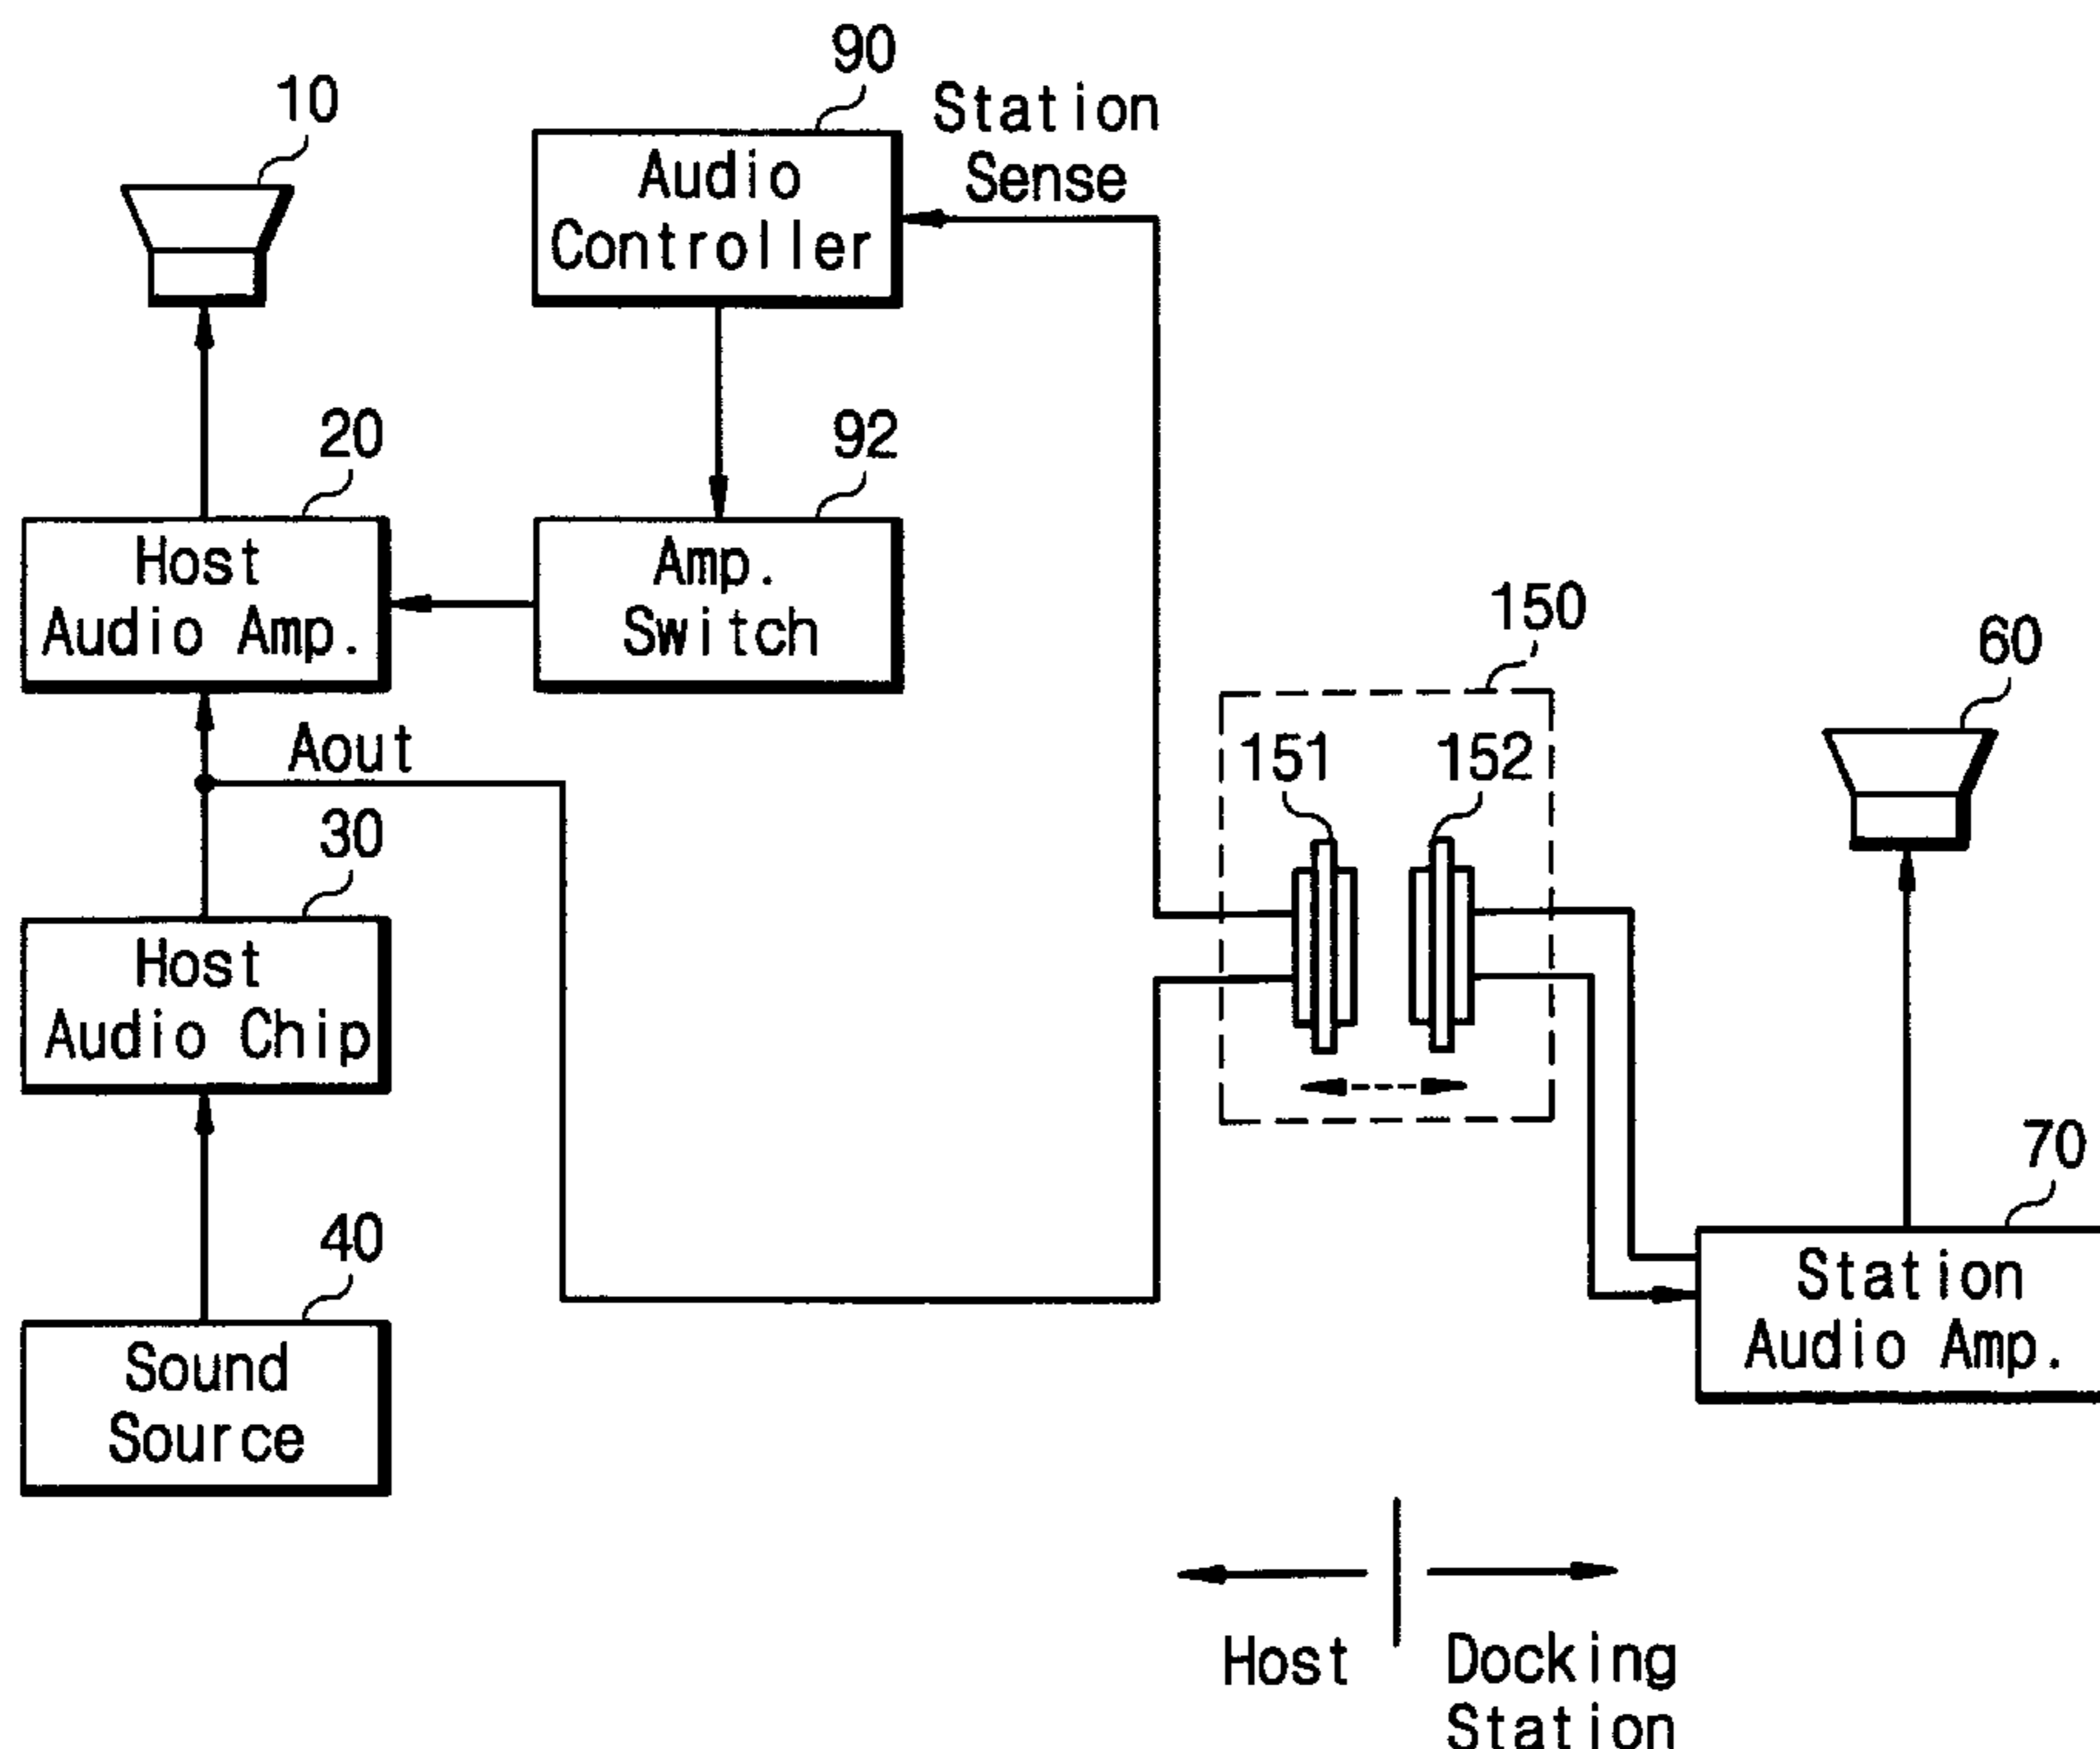 90
10
Station
Sense
Audio
Controller
20
92
Host
Audio Amp.
Amp.
Switch
150
60
Aout
151
152
30
Host
Audio Chip
70
40
Station
Audio Amp.
Sound
Source
Host
Docking
Station